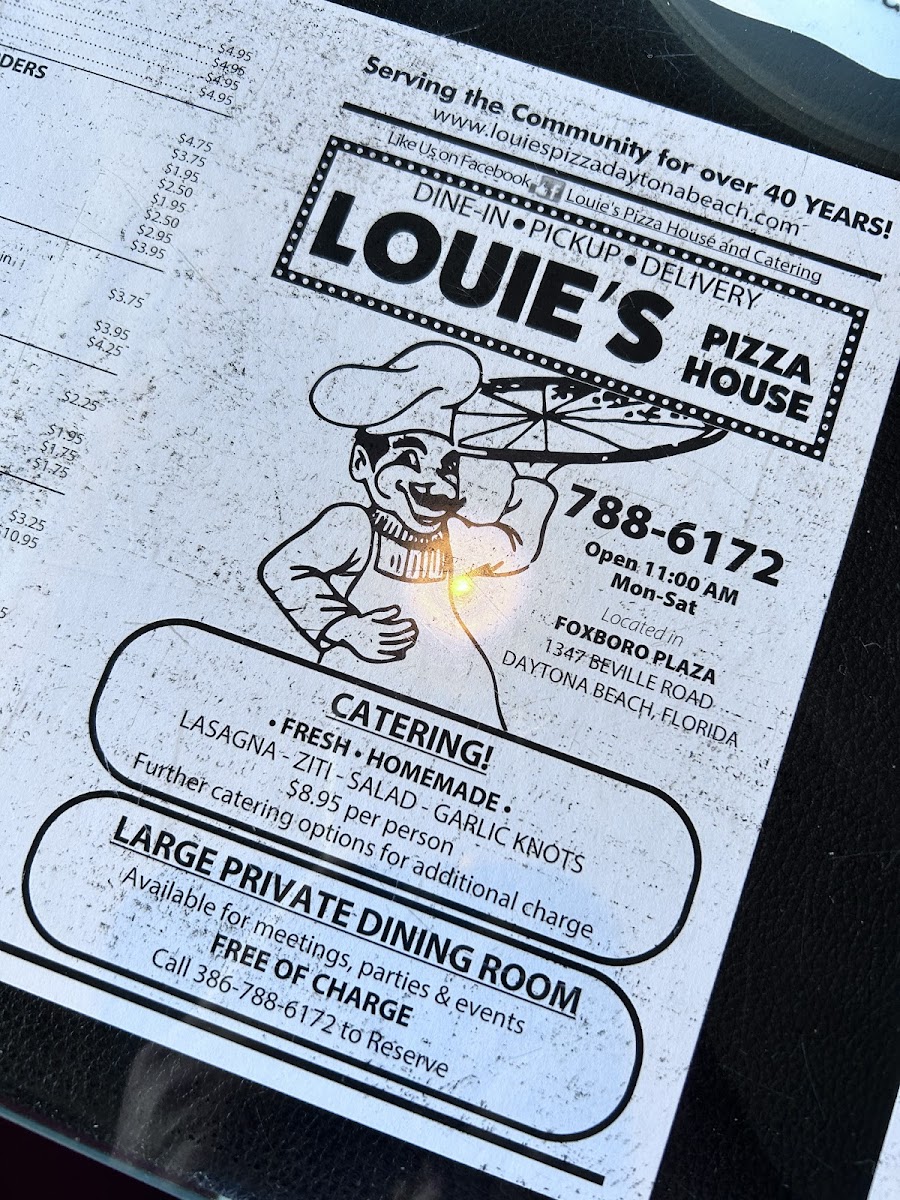 $4.95
$4.95
$4.95
$4.95
DERS
$4.75
$3.75
$1.95
$2.50
$1.95
$2.50
$2.95
$3.95
$3.75
$3.95
$4.25
$2.25
$1.95
$1.75
$1.75
$3.25
$10.95
Serving the Community for over 40 YEARS!
www.louiespizzadaytonabeach.com
Like Us on Facebook f Louie's Pizza House and Catering
DINE-IN • PICKUP • DELIVERY
LOUIE'S
PIZZA
HOUSE
788-6172
Open 11:00 AM
Mon-Sat
Located in
FOXBORO PLAZA
1347 BEVILLE ROAD
DAYTONA BEACH, FLORIDA
CATERING!
• FRESH • HOMEMADE •
LASAGNA - ZITI - SALAD - GARLIC KNOTS
$8.95 per person
Further catering options for additional charge
LARGE PRIVATE DINING ROOM
Available for meetings, parties & events
FREE OF CHARGE
Call 386-788-6172 to Reserve